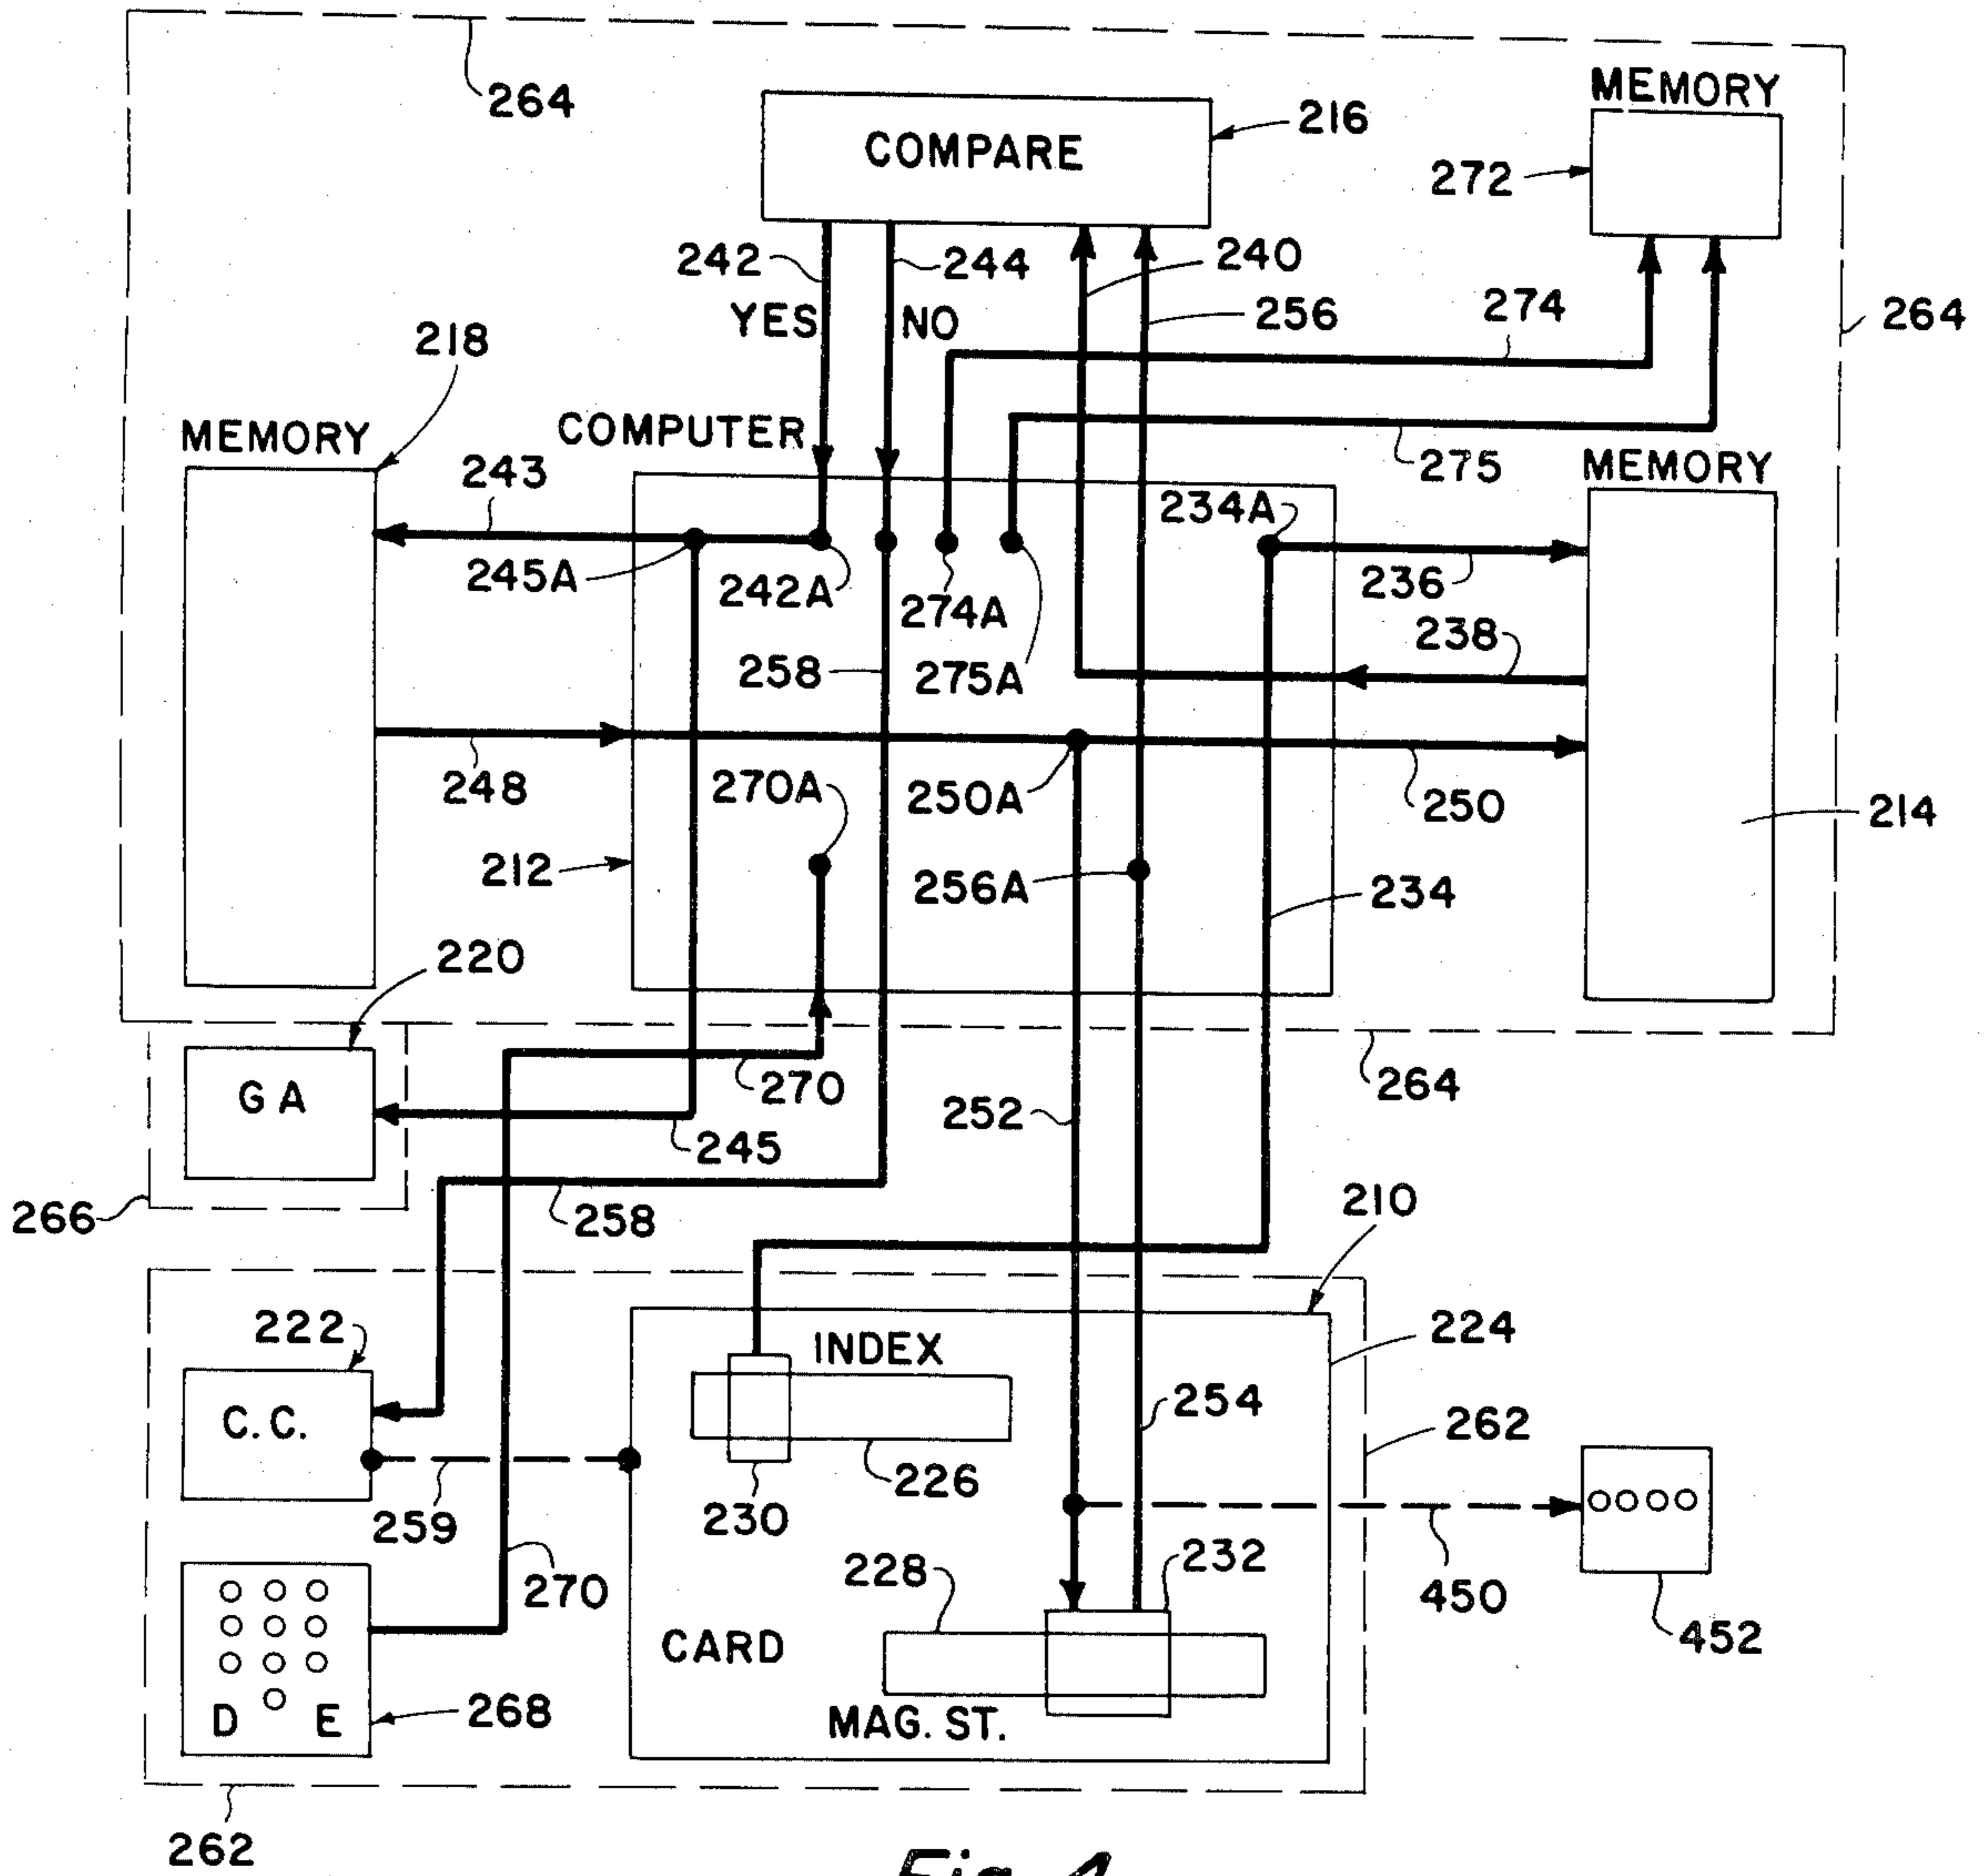 264
MEMORY
COMPARE
216
272
242
244
240
256
274
264
YES
NO
218
COMPUTER
MEMORY
243
275
MEMORY
234A
245A
242A
274A
236
238
258
275A
248
270A
250A
250
214
212
256A
234
220
G A
270
264
252
245
266
258
210
222
INDEX
224
C. C.
254
262
226
259
230
228
232
270
450
452
CARD
D E
268
MAG. ST.
262
Fig. 4